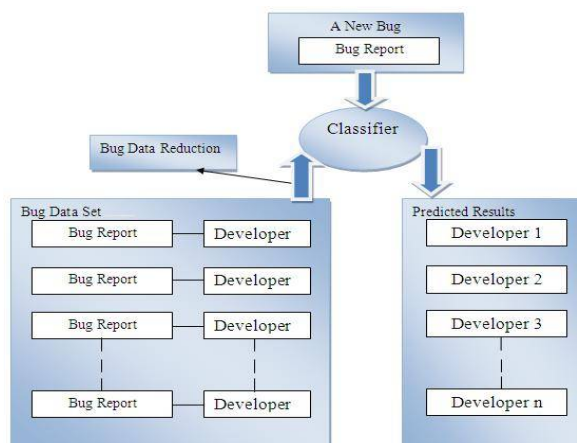 A New Bug
Bug Report
Classifier
Bug Data Reduction
Bug Data Set
Bug Report
Developer
Bug Report
Developer
Bug Report
Developer
Bug Report
Developer
Predicted Results
Developer 1
Developer 2
Developer 3
Developer n